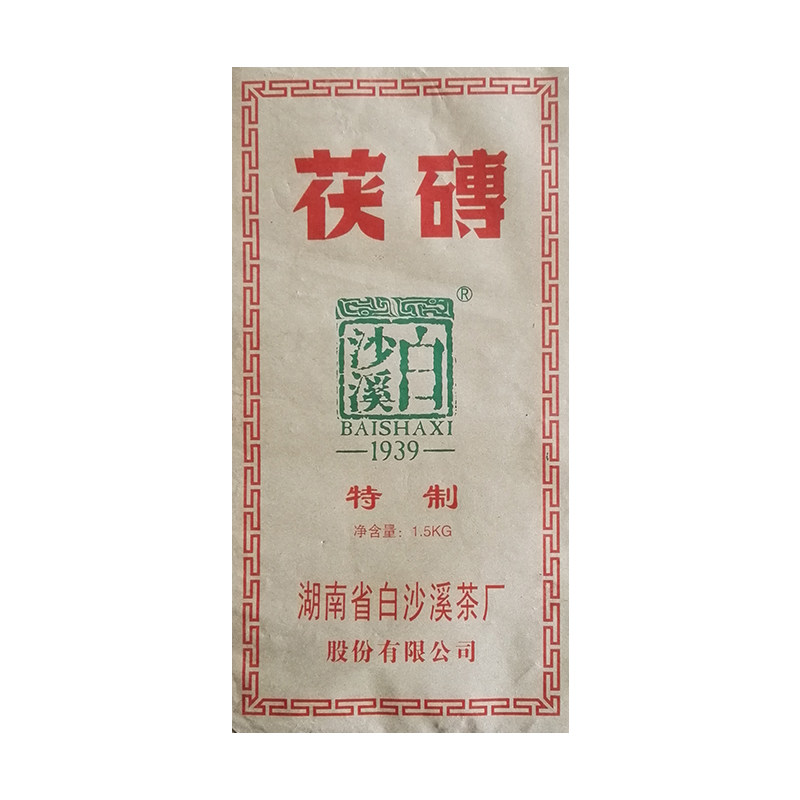 茯磚
白沙溪
®
BAISHAXI
—1939—
特制
净含量：1.5KG
湖南省白沙溪茶厂
股份有限公司